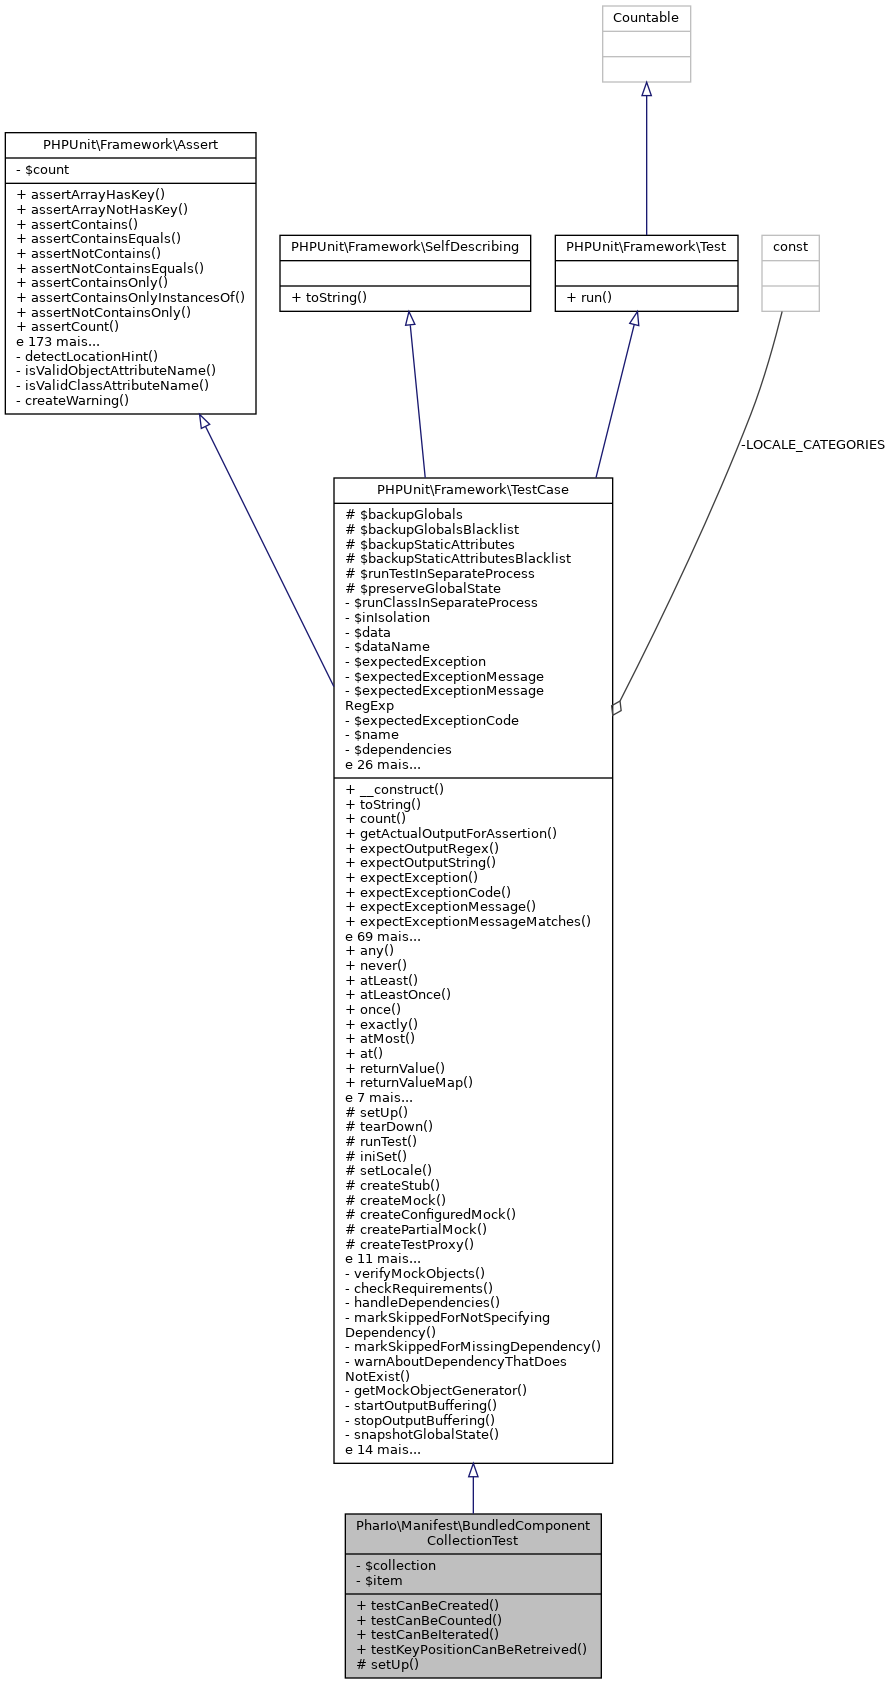 Countable
PHPUnit\Framework\Assert
- $count
+ assertArrayHasKey()
+ assertArrayNotHasKey()
+ assertContains()
+ assertContainsEquals()
+ assertNotContains()
+ assertNotContainsEquals()
+ assertContainsOnly()
+ assertContainsOnlyInstancesOf()
+ assertNotContainsOnly()
+ assertCount()
e 173 mais...
- detectLocationHint()
- isValidObjectAttributeName()
- isValidClassAttributeName()
- createWarning()
PHPUnit\Framework\SelfDescribing
+ toString()
PHPUnit\Framework\Test
+ run()
const
-LOCALE_CATEGORIES
PHPUnit\Framework\TestCase
# $backupGlobals
# $backupGlobalsBlacklist
# $backupStaticAttributes
# $backupStaticAttributesBlacklist
# $runTestInSeparateProcess
# $preserveGlobalState
- $runClassInSeparateProcess
- $inIsolation
- $data
- $dataName
- $expectedException
- $expectedExceptionMessage
- $expectedExceptionMessage
RegExp
- $expectedExceptionCode
- $name
- $dependencies
e 26 mais...
+ __construct()
+ toString()
+ count()
+ getActualOutputForAssertion()
+ expectOutputRegex()
+ expectOutputString()
+ expectException()
+ expectExceptionCode()
+ expectExceptionMessage()
+ expectExceptionMessageMatches()
e 69 mais...
+ any()
+ never()
+ atLeast()
+ atLeastOnce()
+ once()
+ exactly()
+ atMost()
+ at()
+ returnValue()
+ returnValueMap()
e 7 mais...
# setUp()
# tearDown()
# runTest()
# iniSet()
# setLocale()
# createStub()
# createMock()
# createConfiguredMock()
# createPartialMock()
# createTestProxy()
e 11 mais...
- verifyMockObjects()
- checkRequirements()
- handleDependencies()
- markSkippedForNotSpecifying
Dependency()
- markSkippedForMissingDependency()
- warnAboutDependencyThatDoes
NotExist()
- getMockObjectGenerator()
- startOutputBuffering()
- stopOutputBuffering()
- snapshotGlobalState()
e 14 mais...
PharIo\Manifest\BundledComponent
CollectionTest
- $collection
- $item
+ testCanBeCreated()
+ testCanBeCounted()
+ testCanBeIterated()
+ testKeyPositionCanBeRetreived()
# setUp()